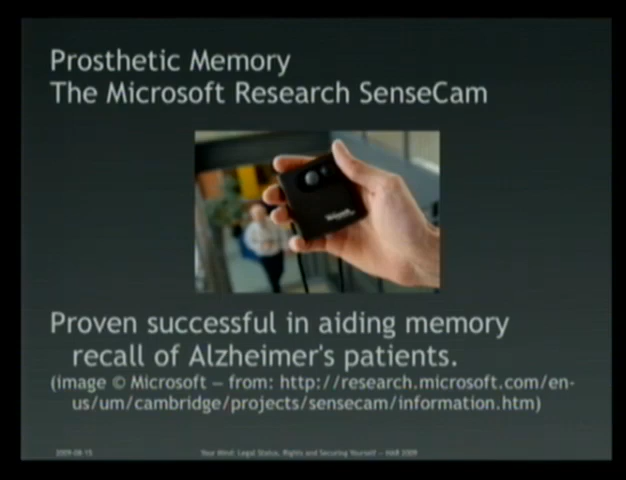 Prosthetic Memory
The Microsoft Research SenseCam
Proven successful in aiding memory
recall of Alzheimer's patients.
(image © Microsoft – from: http://research.microsoft.com/en-
us/um/cambridge/projects/sensecam/information.htm)
2009-08-15
Your Mind: Legal Status, Rights and Securing Yourself – HAR 2009